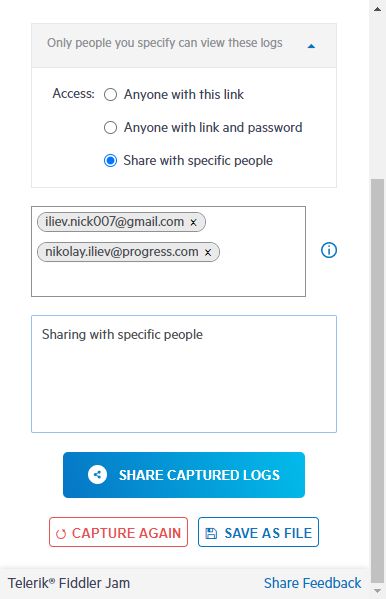 Only people you specify can view these logs
Access:
Anyone with this link
Anyone with link and password
Share with specific people
iliev.nick007@gmail.com ×
nikolay.iliev@progress.com ×
Sharing with specific people
SHARE CAPTURED LOGS
CAPTURE AGAIN
SAVE AS FILE
Telerik® Fiddler Jam
Share Feedback